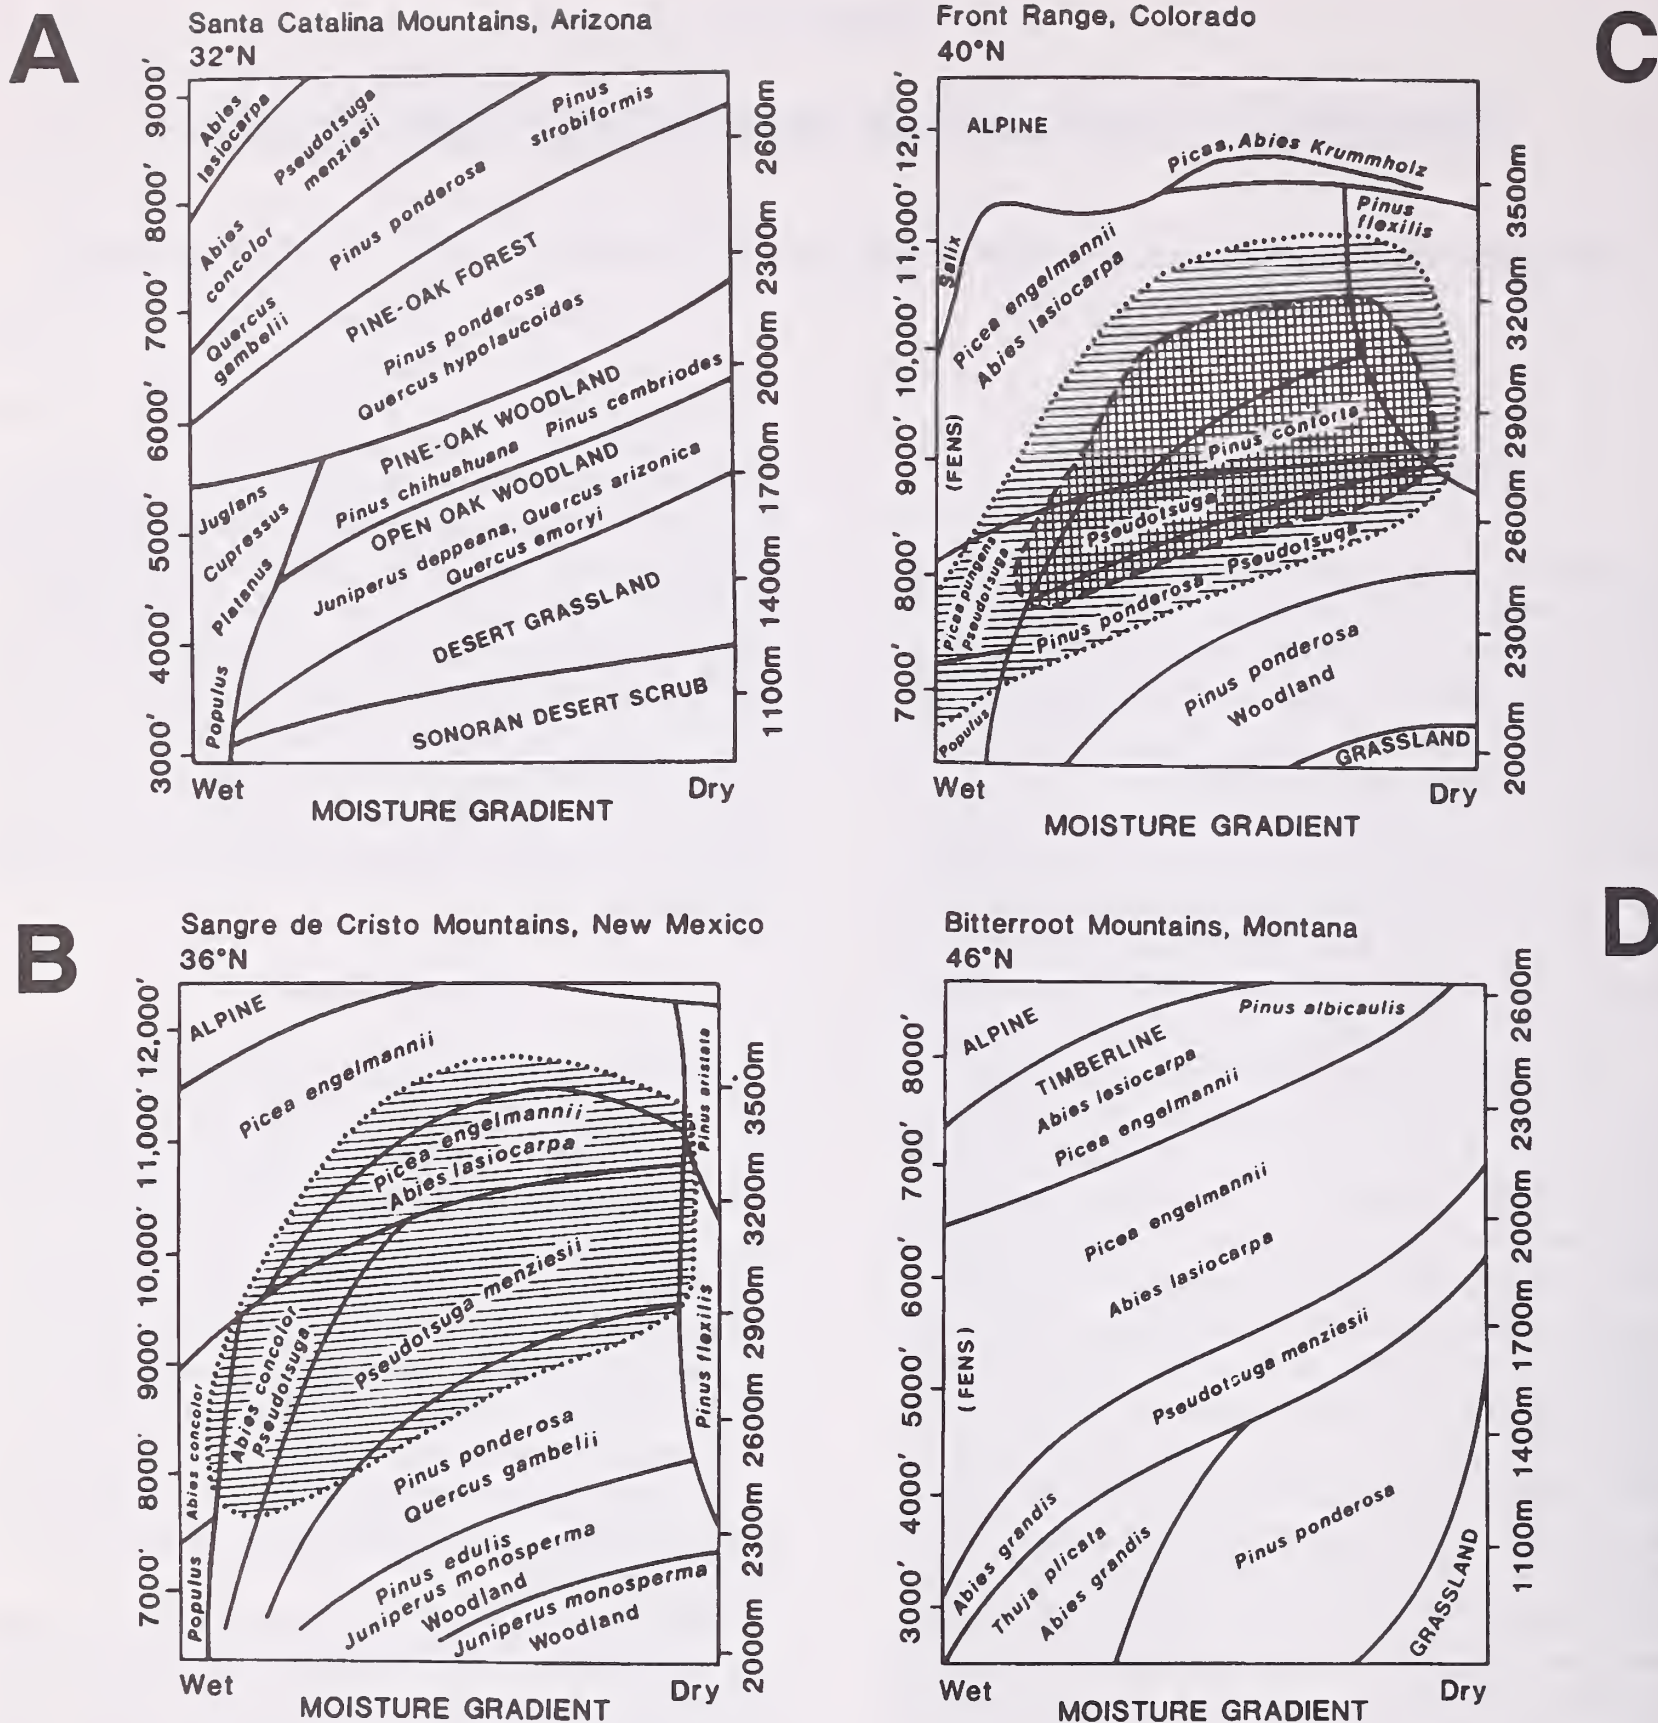 A
Santa Catalina Mountains, Arizona
32°N
9000'
8000'
7000'
6000'
5000'
4000'
3000'
2600m
2300m
2000m
1700m
1400m
1100m
Abies
lasiocarpa
Pseudotsuga
menziesii
Pinus
strobiformis
Abies
concolor
Pinus ponderosa
Quercus
gambelii
PINE-OAK FOREST
Pinus ponderosa
Quercus hypolaucoides
PINE-OAK WOODLAND
Pinus chihuahuana Pinus cembriodes
OPEN OAK WOODLAND
Juniperus deppeana, Quercus arizonica
Quercus emoryi
Juglans
Cupressus
Platanus
Populus
DESERT GRASSLAND
SONORAN DESERT SCRUB
Wet
Dry
MOISTURE GRADIENT
C
Front Range, Colorado
40°N
12,000'
11,000'
10,000'
9000'
8000'
7000'
3500m
3200m
2900m
2600m
2300m
2000m
ALPINE
Picea, Abies Krummholz
Pinus
flexilis
Salix
Picea engelmannii
Abies lasiocarpa
(FENS)
Pinus contorta
Pseudotsuga
Picea pungens
Pseudotsuga
Pinus ponderosa - Pseudotsuga
Populus
Pinus ponderosa
Woodland
GRASSLAND
Wet
Dry
MOISTURE GRADIENT
B
Sangre de Cristo Mountains, New Mexico
36°N
12,000'
11,000'
10,000'
9000'
8000'
7000'
3500m
3200m
2900m
2600m
2300m
2000m
ALPINE
Picea engelmannii
Pinus aristata
Picea engelmannii
Abies lasiocarpa
Pseudotsuga menziesii
Abies concolor
Pseudotsuga
Abies concolor
Pinus flexilis
Pinus ponderosa
Quercus gambelii
Pinus edulis
Juniperus monosperma
Woodland
Juniperus monosperma
Woodland
Populus
Wet
Dry
MOISTURE GRADIENT
D
Bitterroot Mountains, Montana
46°N
8000'
7000'
6000'
5000'
4000'
3000'
2600m
2300m
2000m
1700m
1400m
1100m
ALPINE
Pinus albicaulis
TIMBERLINE
Abies lasiocarpa
Picea engelmannii
Picea engelmannii
Abies lasiocarpa
(FENS)
Pseudotsuga menziesii
Abies grandis
Thuja plicata
Abies grandis
Pinus ponderosa
GRASSLAND
Wet
Dry
MOISTURE GRADIENT